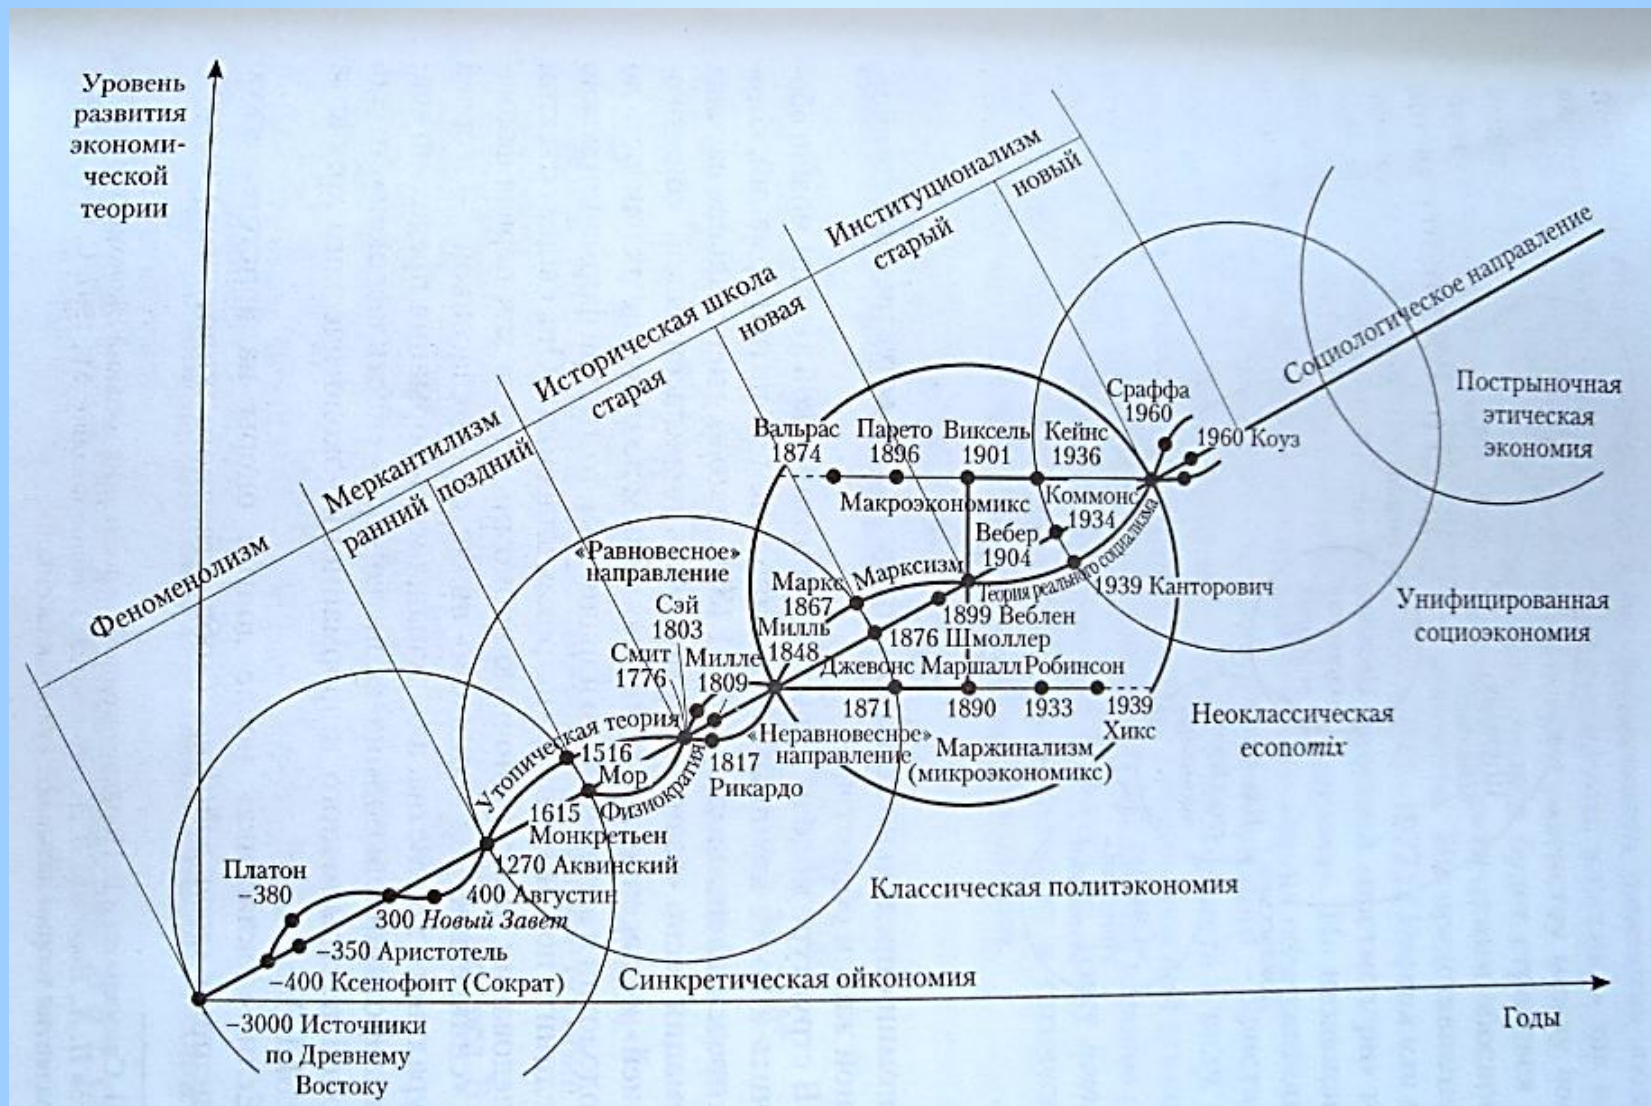 Уровень
развития
экономи-
ческой
теории
Феноменолизм
Меркантилизм
ранний
поздний
Историческая школа
старая
новая
Институционализм
старый
новый
Социологическое направление
Пострыночная
этическая
экономия
Унифицированная
социоэкономия
Неоклассическая
economix
Классическая политэкономия
Синкретическая ойкономия
Сраффа
1960
1960 Коуз
Вальрас
1874
Парето
1896
Виксель
1901
Кейнс
1936
Макроэкономикс
Коммонс
1934
Вебер
1904
Теория реального социализма
1939 Канторович
Марксизм
Маркс
1867
1899 Веблен
1876 Шмоллер
Милль
1848
Джевонс
1871
Маршалл
1890
Робинсон
1933
1939
Хикс
Маржинализм
(микроэкономикс)
«Равновесное»
направление
«Неравновесное»
направление
Сэй
1803
Смит
1776
Милле
1809
1817
Рикардо
Утопическая теория
1516
Мор
Физиократия
1615
Монкретьен
1270 Аквинский
400 Августин
300 Новый Завет
Платон
–380
–350 Аристотель
–400 Ксенофонт (Сократ)
–3000 Источники
по Древнему
Востоку
Годы